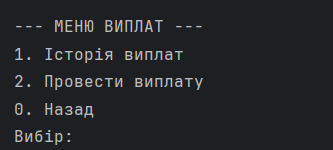 --- МЕНЮ ВИПЛАТ ---
1. Історія виплат
2. Провести виплату
0. Назад
Вибір: